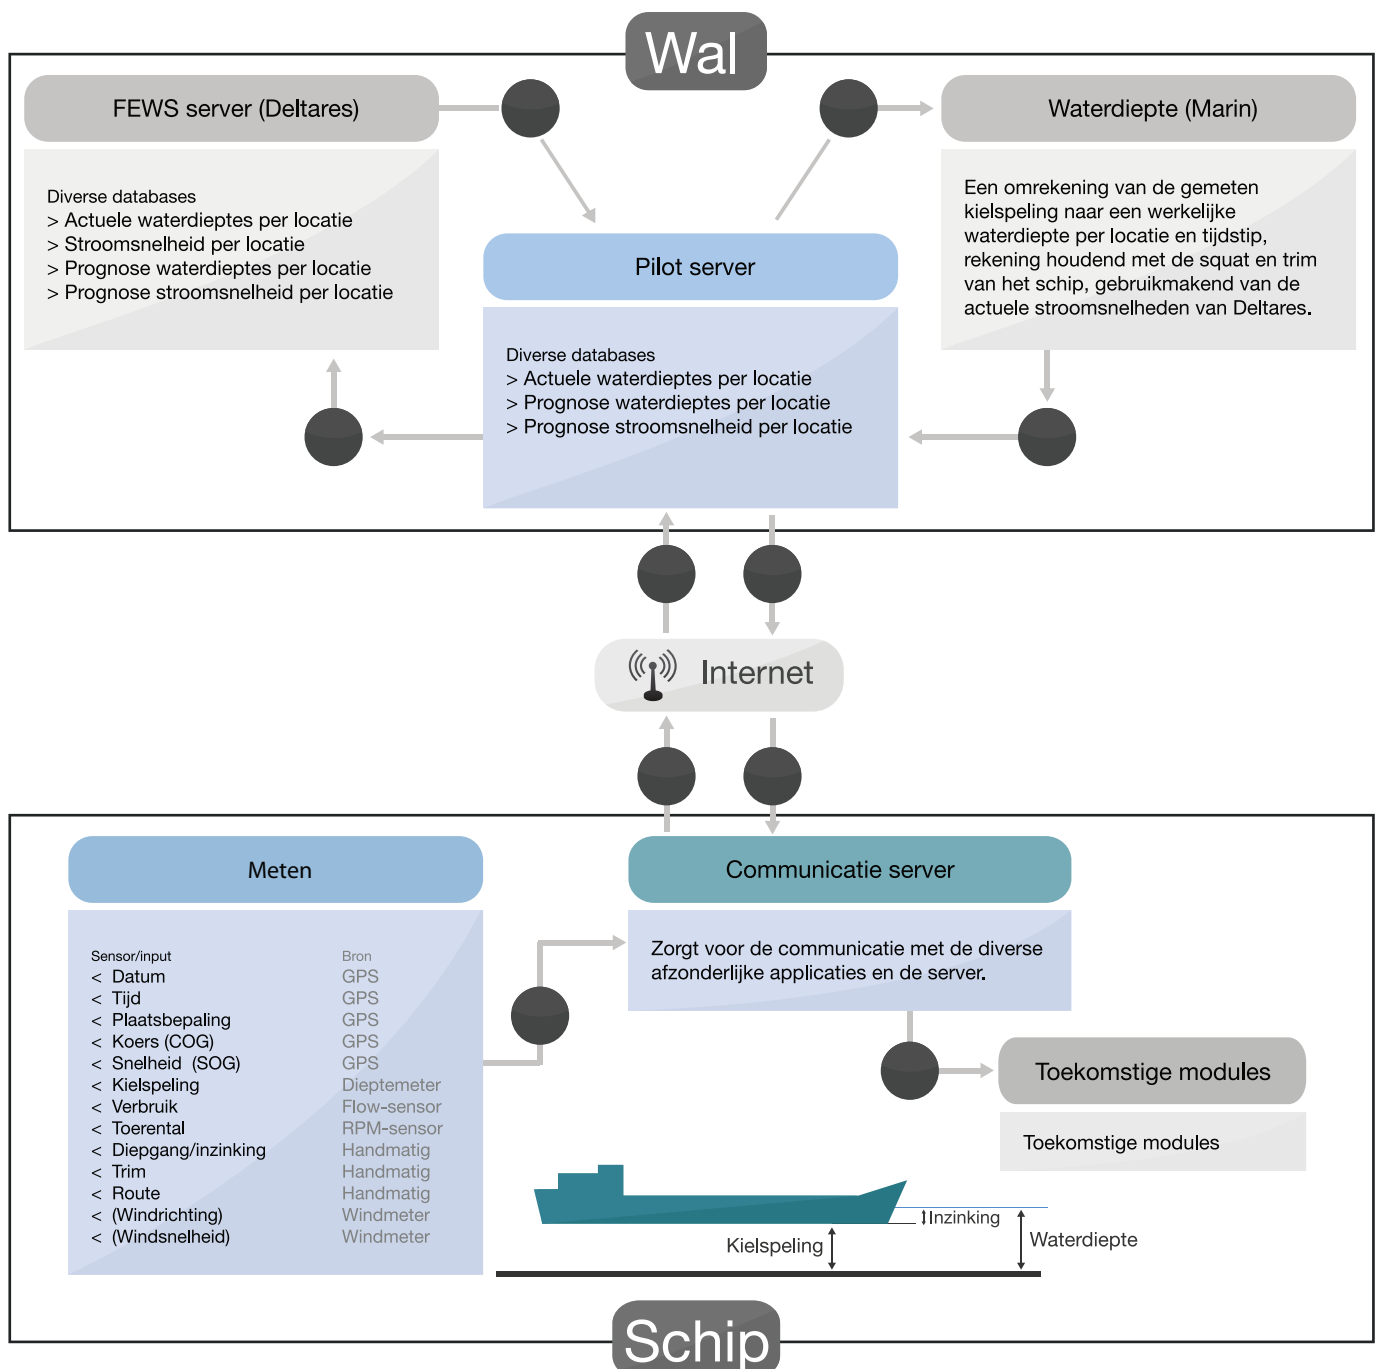 Wal
FEWS server (Deltares)
Diverse databases
> Actuele waterdieptes per locatie
> Stroomsnelheid per locatie
> Prognose waterdieptes per locatie
> Prognose stroomsnelheid per locatie
Waterdiepte (Marin)
Een omrekening van de gemeten
kielspeling naar een werkelijke
waterdiepte per locatie en tijdstip,
rekening houdend met de squat en trim
van het schip, gebruikmakend van de
actuele stroomsnelheden van Deltares.
Pilot server
Diverse databases
> Actuele waterdieptes per locatie
> Prognose waterdieptes per locatie
> Prognose stroomsnelheid per locatie
Internet
Meten
Sensor/input Bron
< Datum GPS
< Tijd GPS
< Plaatsbepaling GPS
< Koers (COG) GPS
< Snelheid (SOG) GPS
< Kielspeling Dieptemeter
< Verbruik Flow-sensor
< Toerental RPM-sensor
< Diepgang/inzinking Handmatig
< Trim Handmatig
< Route Handmatig
< (Windrichting) Windmeter
< (Windsnelheid) Windmeter
Communicatie server
Zorgt voor de communicatie met de diverse
afzonderlijke applicaties en de server.
Toekomstige modules
Toekomstige modules
Inzinking
Kielspeling
Waterdiepte
Schip